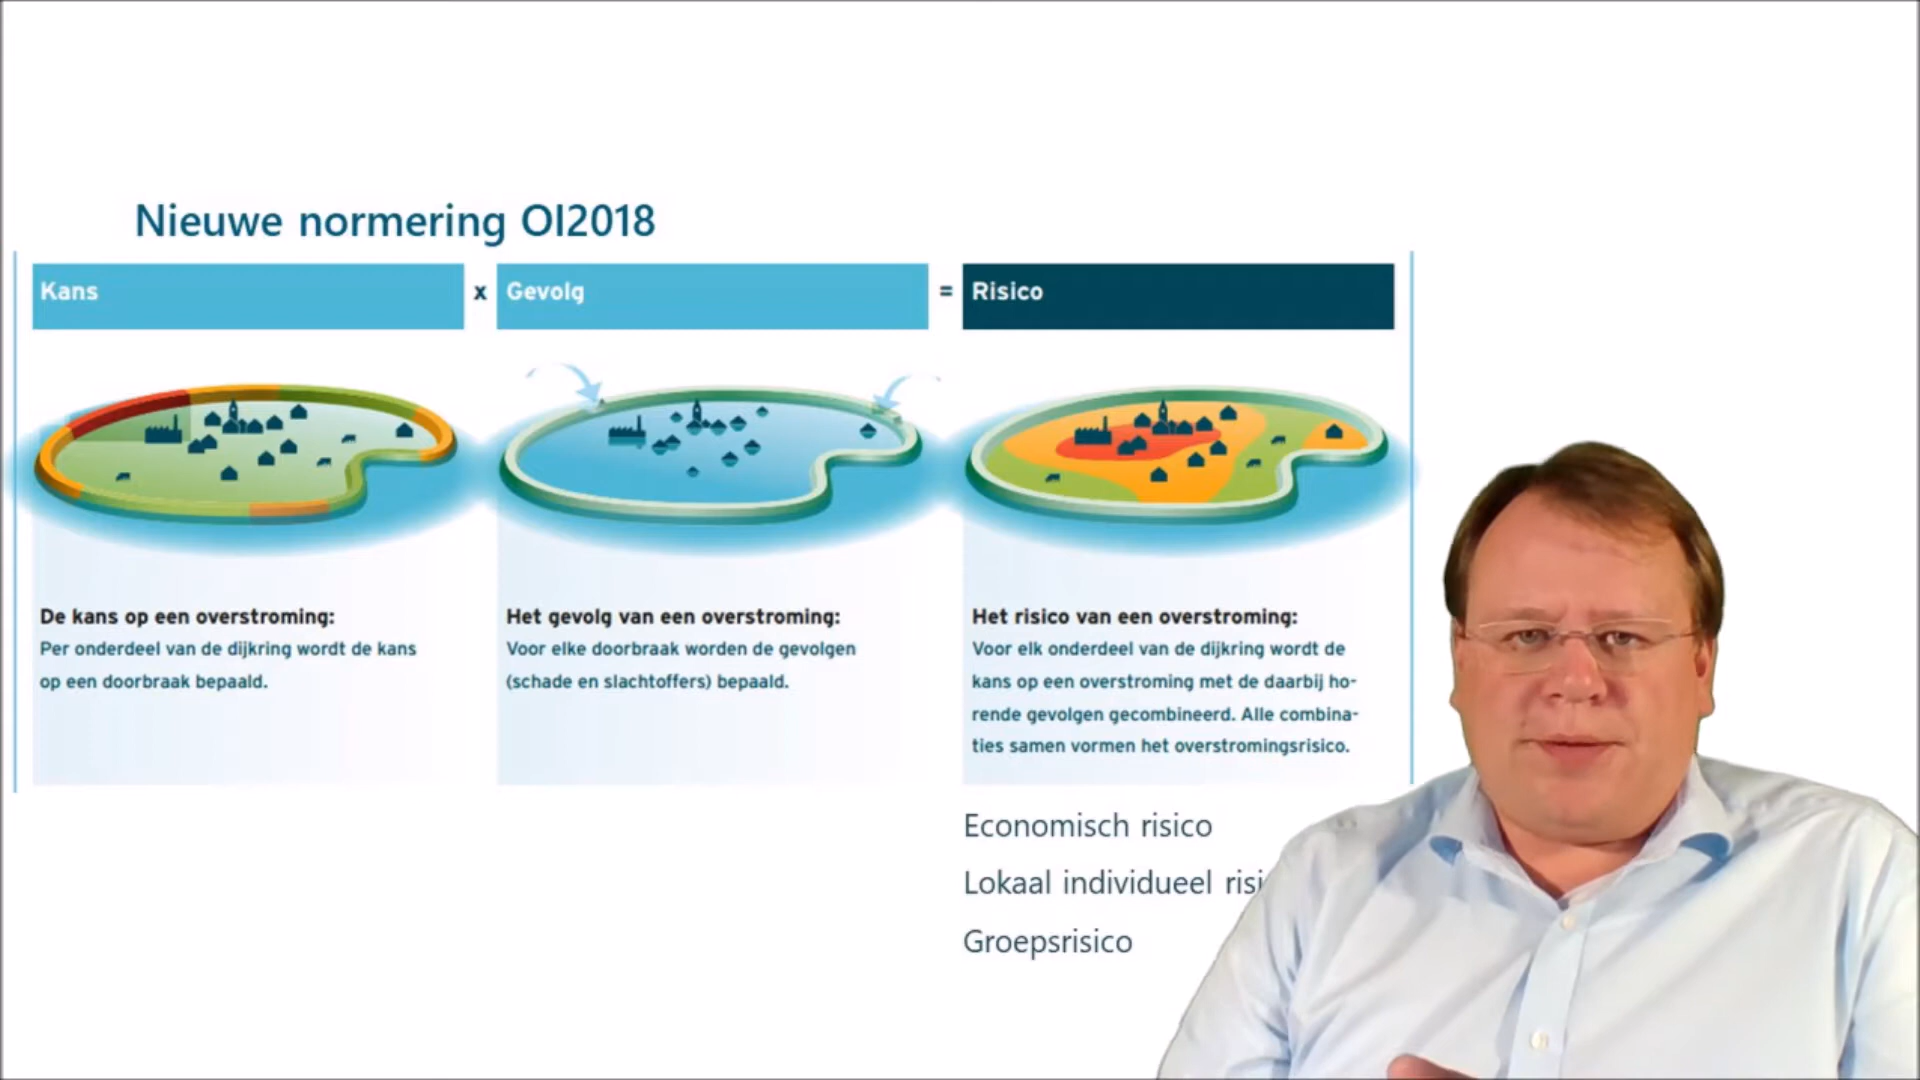 Nieuwe normering OI2018
Kans
x
Gevolg
=
Risico
De kans op een overstroming:
Per onderdeel van de dijkring wordt de kans
op een doorbraak bepaald.
Het gevolg van een overstroming:
Voor elke doorbraak worden de gevolgen
(schade en slachtoffers) bepaald.
Het risico van een overstroming:
Voor elk onderdeel van de dijkring wordt de
kans op een overstroming met de daarbij ho-
rende gevolgen gecombineerd. Alle combina-
ties samen vormen het overstromingsrisico.
Economisch risico
Lokaal individueel
Groepsrisico